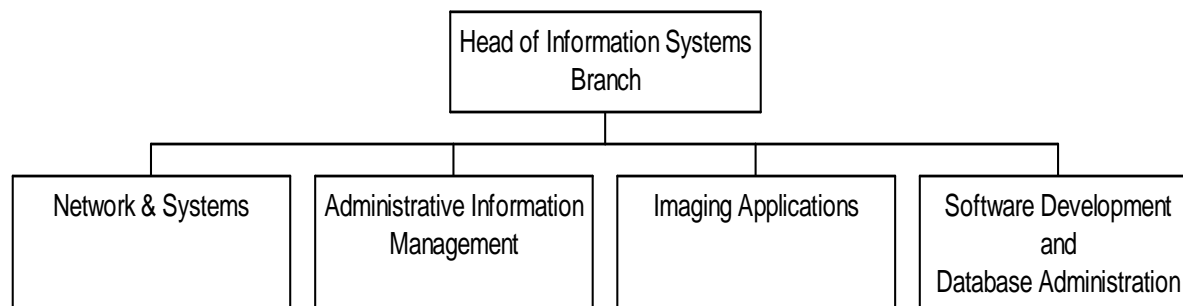 Head of Information Systems
Branch
Network & Systems
Administrative Information
Management
Imaging Applications
Software Development
and
Database Administration